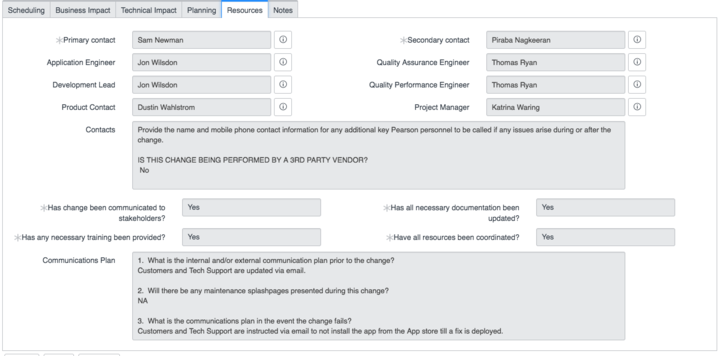 Scheduling Business Impact Technical Impact Planning Resources Notes
Primary contact Sam Newman Secondary contact Piraba Nagkeeran
Application Engineer Jon Wilsdon Quality Assurance Engineer Thomas Ryan
Development Lead Jon Wilsdon Quality Performance Engineer Thomas Ryan
Product Contact Dustin Wahlstrom Project Manager Katrina Waring
Contacts Provide the name and mobile phone contact information for any additional key Pearson personnel to be called if any issues arise during or after the
change.
IS THIS CHANGE BEING PERFORMED BY A 3RD PARTY VENDOR?
No
Has change been communicated to Yes Has all necessary documentation been Yes
stakeholders? updated?
Has any necessary training been provided? Yes Have all resources been coordinated? Yes
Communications Plan 1. What is the internal and/or external communication plan prior to the change?
Customers and Tech Support are updated via email.
2. Will there be any maintenance splashpages presented during this change?
NA
3. What is the communications plan in the event the change fails?
Customers and Tech Support are instructed via email to not install the app from the App store till a fix is deployed.